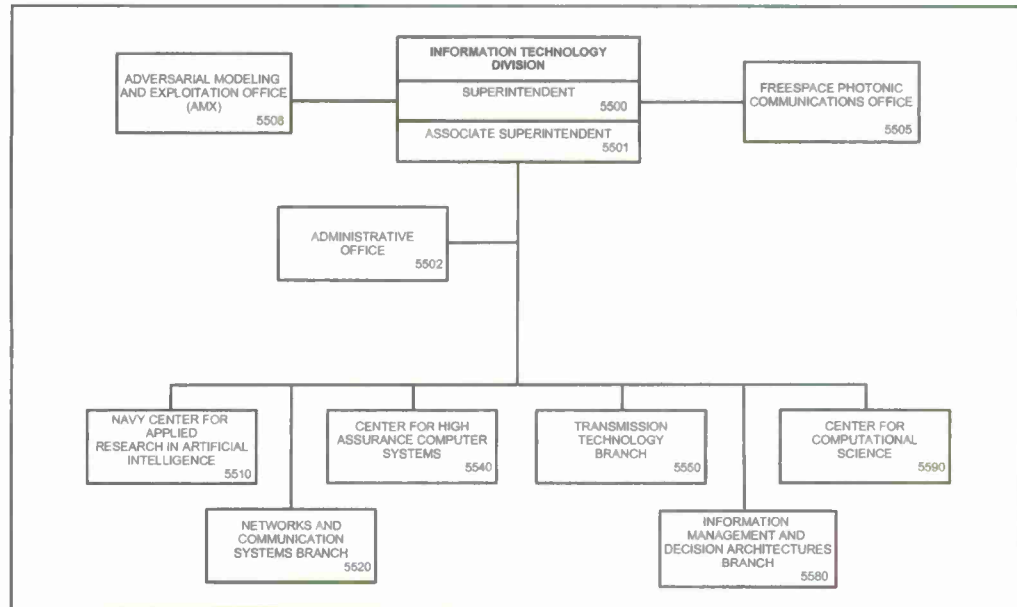 INFORMATION TECHNOLOGY
DIVISION
SUPERINTENDENT
5500
ASSOCIATE SUPERINTENDENT
5501
ADVERSARIAL MODELING
AND EXPLOITATION OFFICE
(AMX)
5508
FREESPACE PHOTONIC
COMMUNICATIONS OFFICE
5505
ADMINISTRATIVE
OFFICE
5502
NAVY CENTER FOR
APPLIED
RESEARCH IN ARTIFICIAL
INTELLIGENCE
5510
NETWORKS AND
COMMUNICATION
SYSTEMS BRANCH
5520
CENTER FOR HIGH
ASSURANCE COMPUTER
SYSTEMS
5540
TRANSMISSION
TECHNOLOGY
BRANCH
5550
INFORMATION
MANAGEMENT AND
DECISION ARCHITECTURES
BRANCH
5580
CENTER FOR
COMPUTATIONAL
SCIENCE
5590